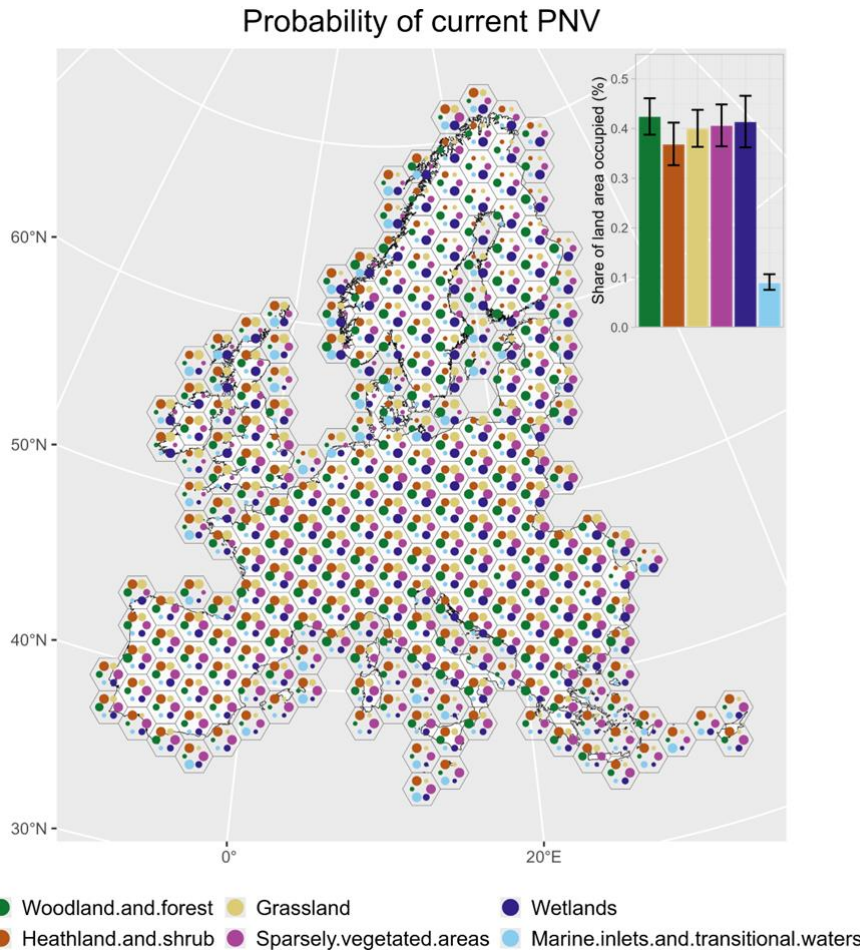 Probability of current PNV
Share of land area occupied (%)
0.5
0.4
0.3
0.2
0.1
0.0
60°N
50°N
40°N
30°N
0° 20°E
Woodland.and.forest Grassland Wetlands
Heathland.and.shrub Sparsely.vegetated.areas Marine.inlets.and.transitional.waters